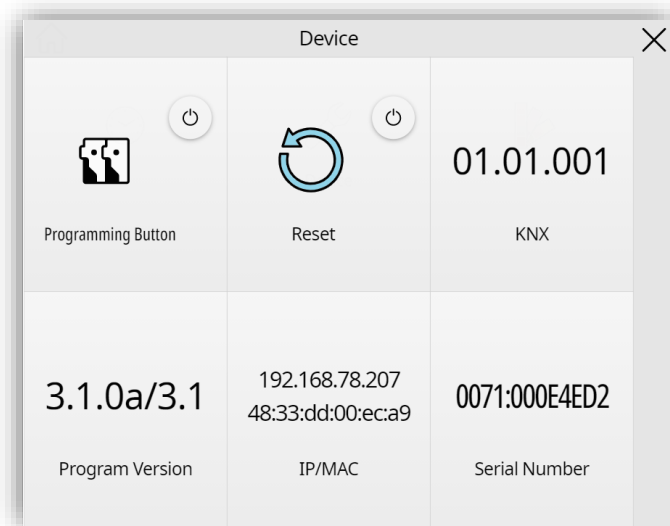 Device
Programming Button
Reset
01.01.001
KNX
3.1.0a/3.1
Program Version
192.168.78.207
48:33:dd:00:ec:a9
IP/MAC
0071:000E4ED2
Serial Number